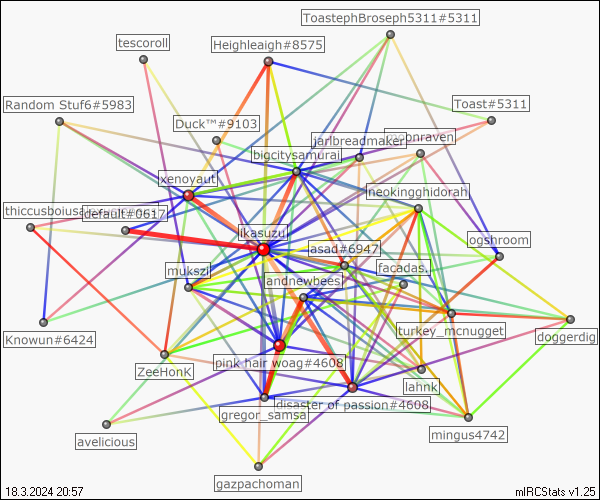 ToastephBroseph5311#5311
tescoroll
Heighleaigh#8575
Random Stuf6#5983
Toast#5311
Duck™#9103
jarlbreadmaker
moonraven
bigcitysamuraj
xenoyaut
neokingghidorah
thiccusboiusa
default#0617
ikasuzu
ogshroom
asad#6947
mukszil
facadas.
andnewbees
Knowun#6424
turkey_mcnugget
doggerdig
ZeeHonK
pink hair woag#4608
lahnk
gregor_samsa
disaster of passion#4608
avelicious
mingus4742
gazpachoman
18.3.2024 20:57
mIRCStats v1.25